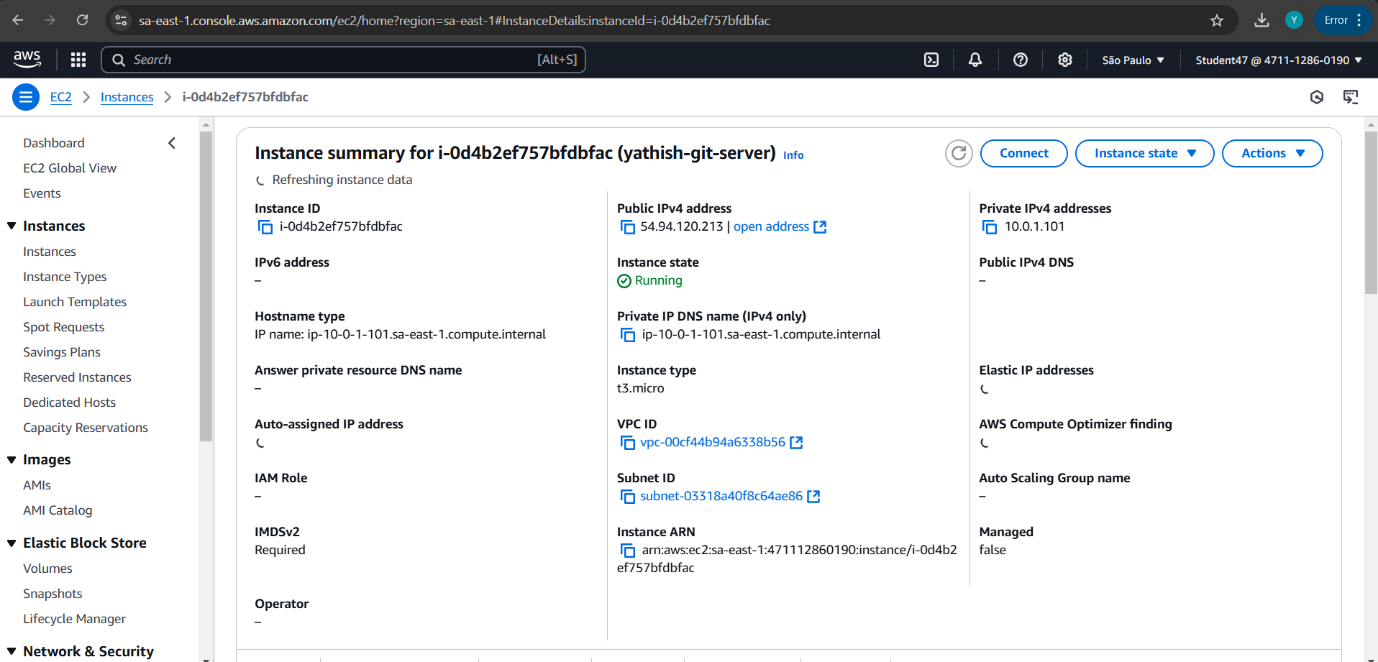 sa-east-1.console.aws.amazon.com/ec2/home?region=sa-east-1#InstanceDetails:instanceId=i-0d4b2ef757bfdbfac
Y
Error
aws
Search
[Alt+S]
São Paulo
Student47 @ 4711-1286-0190
EC2
Instances
i-0d4b2ef757bfdbfac
Dashboard
EC2 Global View
Events
Instances
Instances
Instance Types
Launch Templates
Spot Requests
Savings Plans
Reserved Instances
Dedicated Hosts
Capacity Reservations
Images
AMIs
AMI Catalog
Elastic Block Store
Volumes
Snapshots
Lifecycle Manager
Network & Security
Instance summary for i-0d4b2ef757bfdbfac (yathish-git-server) Info
Connect
Instance state
Actions
Refreshing instance data
Instance ID
i-0d4b2ef757bfdbfac
Public IPv4 address
54.94.120.213 | open address
Private IPv4 addresses
10.0.1.101
IPv6 address
–
Instance state
Running
Public IPv4 DNS
–
Hostname type
IP name: ip-10-0-1-101.sa-east-1.compute.internal
Private IP DNS name (IPv4 only)
ip-10-0-1-101.sa-east-1.compute.internal
Answer private resource DNS name
–
Instance type
t3.micro
Elastic IP addresses
Auto-assigned IP address
VPC ID
vpc-00cf44b94a6338b56
AWS Compute Optimizer finding
IAM Role
–
Subnet ID
subnet-03318a40f8c64ae86
Auto Scaling Group name
–
IMDSv2
Required
Instance ARN
arn:aws:ec2:sa-east-1:471112860190:instance/i-0d4b2
ef757bfdbfac
Managed
false
Operator
–